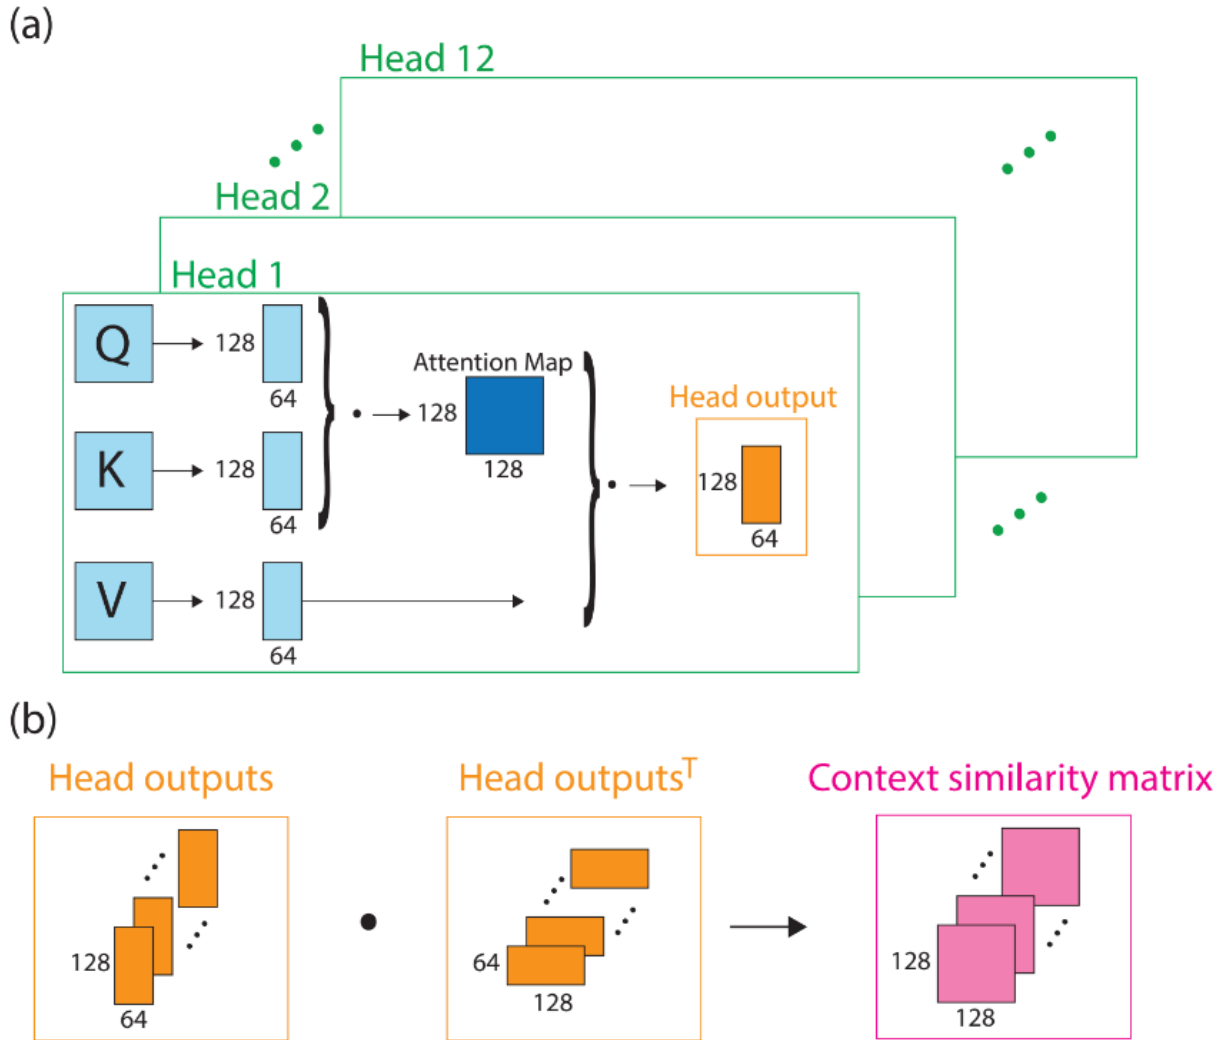 (a)
Head 12
Head 2
Head 1
Q
128
64
K
128
64
V
128
64
Attention Map
128
128
Head output
128
64
(b)
Head outputs
128
64
Head outputsᵀ
64
128
Context similarity matrix
128
128